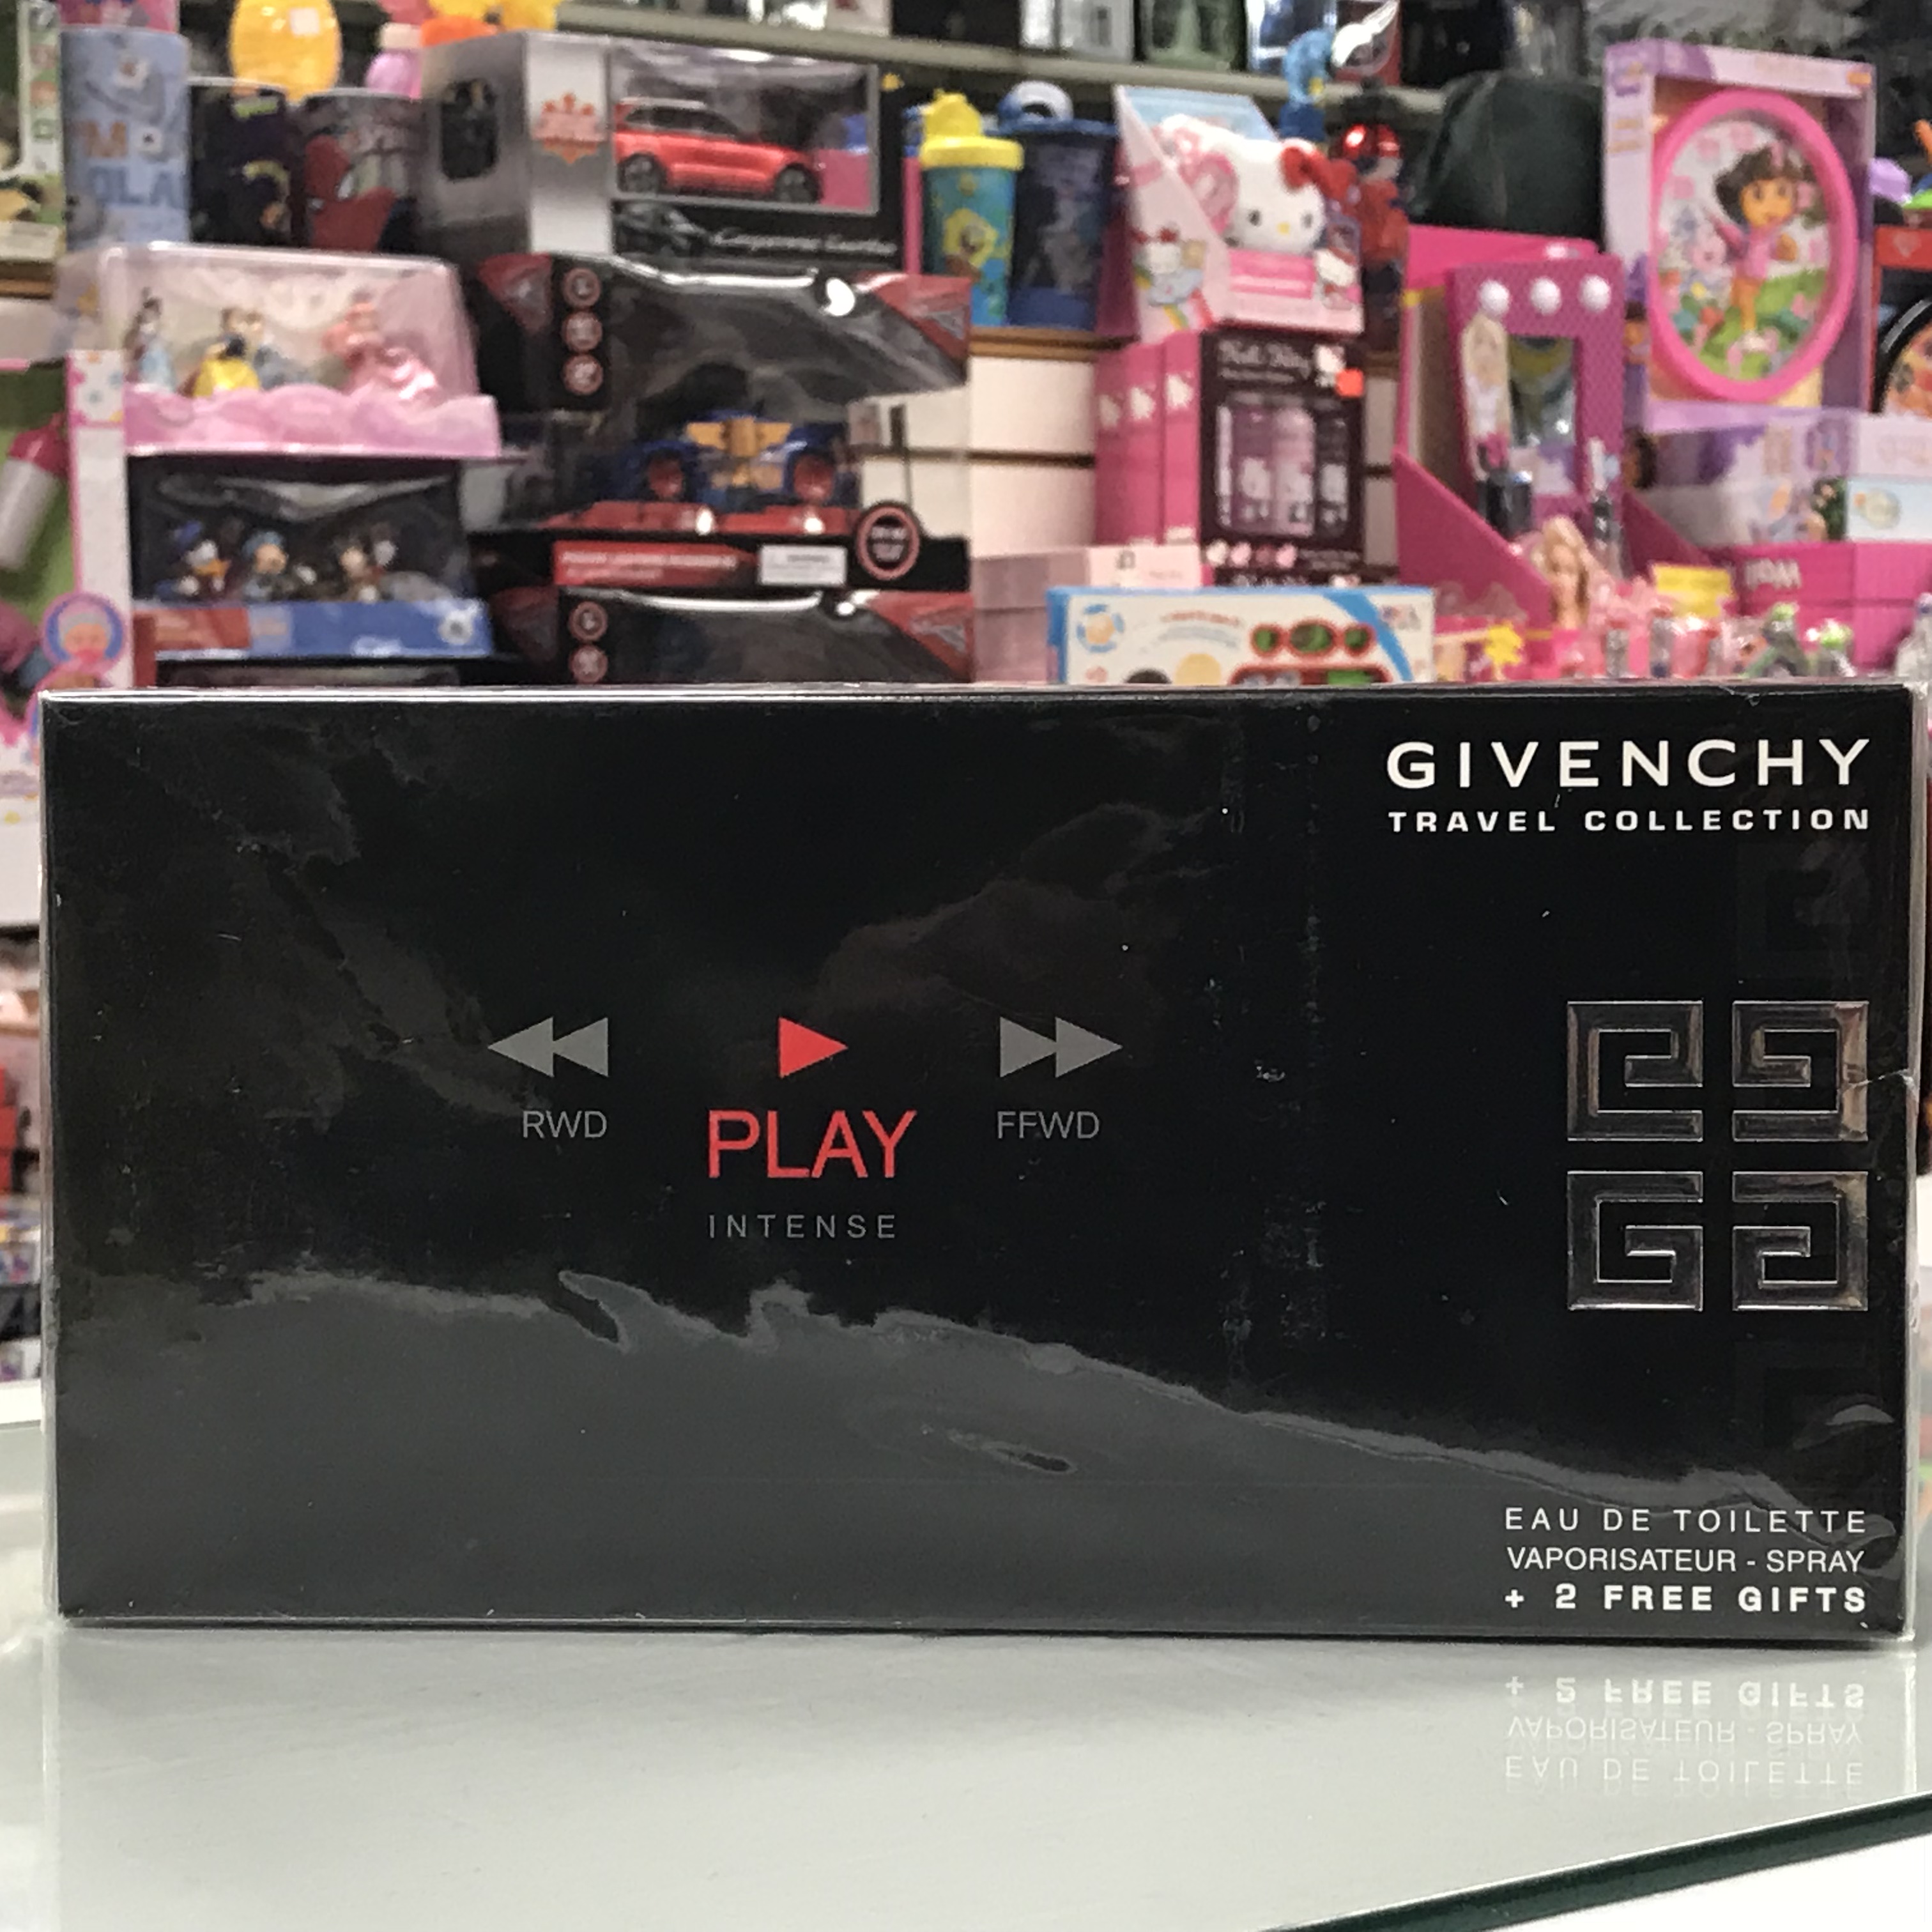 GIVENCHY
TRAVEL COLLECTION
RWD
PLAY
FFWD
INTENSE
EAU DE TOILETTE
VAPORISATEUR - SPRAY
+ 2 FREE GIFTS